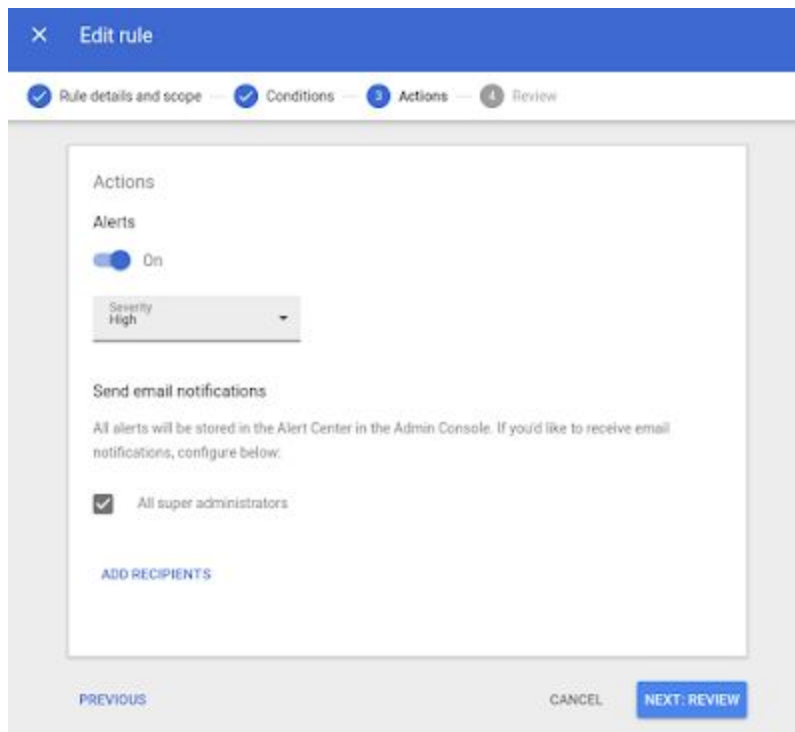 Edit rule
Rule details and scope
Conditions
3
Actions
4
Review
Actions
Alerts
On
Severity
High
Send email notifications
All alerts will be stored in the Alert Center in the Admin Console. If you'd like to receive email
notifications, configure below:
All super administrators
ADD RECIPIENTS
PREVIOUS
CANCEL
NEXT: REVIEW